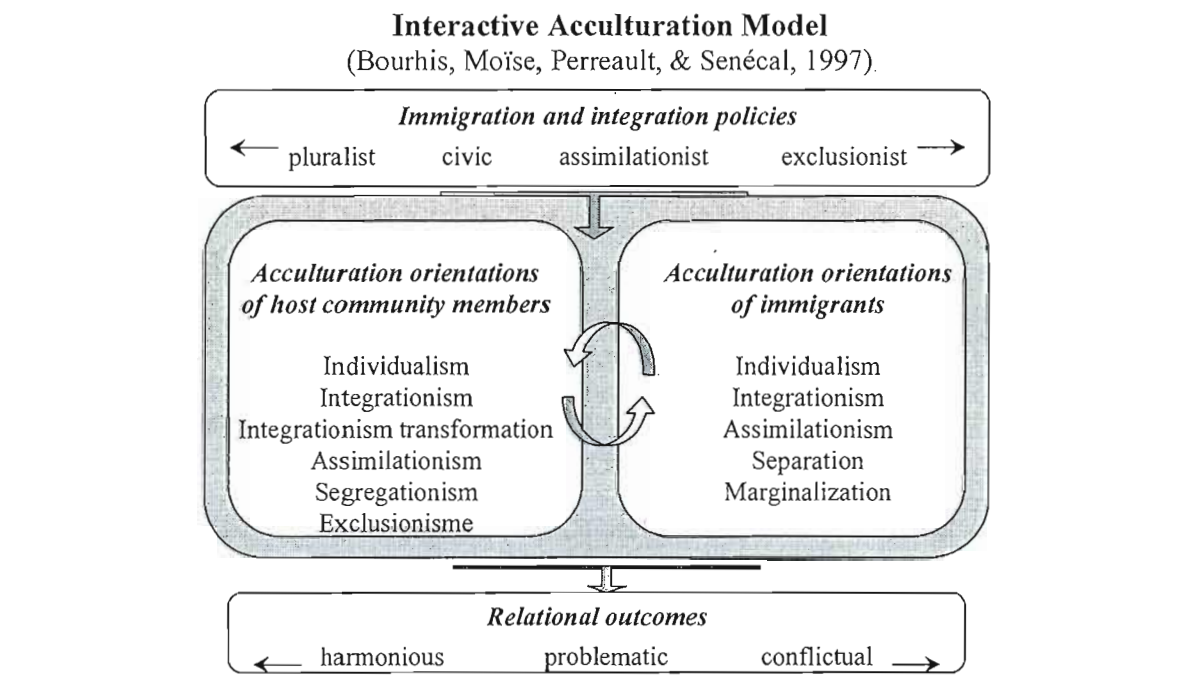 Interactive Acculturation Model
(Bourhis, Moïse, Perreault, & Senécal, 1997)
Immigration and integration policies
pluralist civic assimilationist exclusionist
Acculturation orientations
of host community members
Individualism
Integrationism
Integrationism transformation
Assimilationism
Segregationism
Exclusionisme
Acculturation orientations
of immigrants
Individualism
Integrationism
Assimilationism
Separation
Marginalization
Relational outcomes
harmonious problematic conflictual